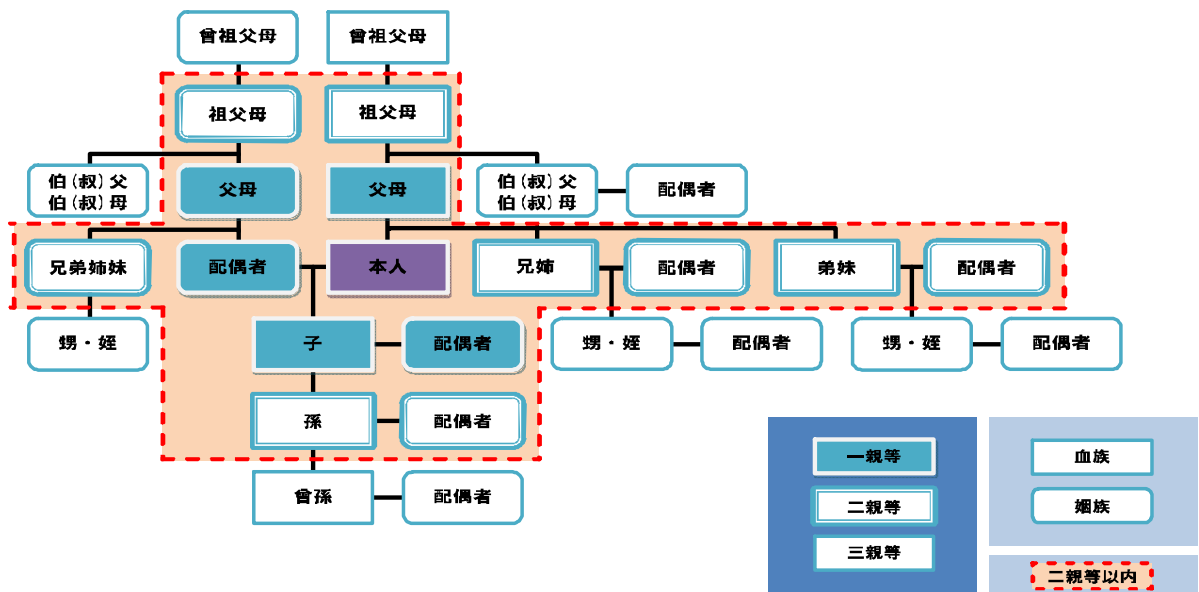 曾祖父母
曾祖父母
祖父母
祖父母
伯(叔)父
伯(叔)母
父母
父母
伯(叔)父
伯(叔)母
配偶者
兄弟姉妹
配偶者
本人
兄姉
配偶者
弟妹
配偶者
甥・姪
子
配偶者
甥・姪
配偶者
甥・姪
配偶者
孫
配偶者
曾孫
配偶者
一親等
二親等
三親等
血族
姻族
二親等以内